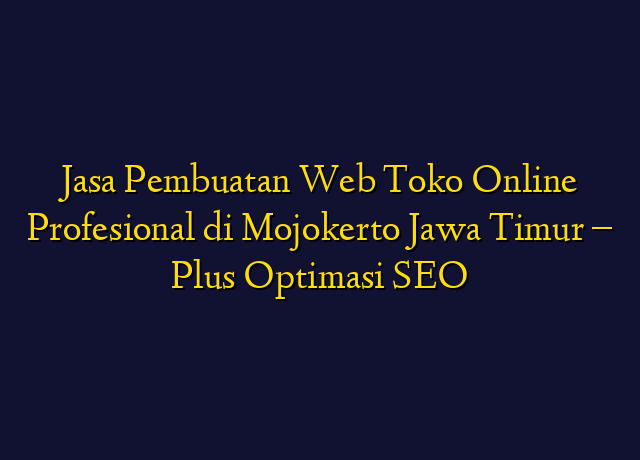 Jasa Pembuatan Web Toko Online
Profesional di Mojokerto Jawa Timur –
Plus Optimasi SEO